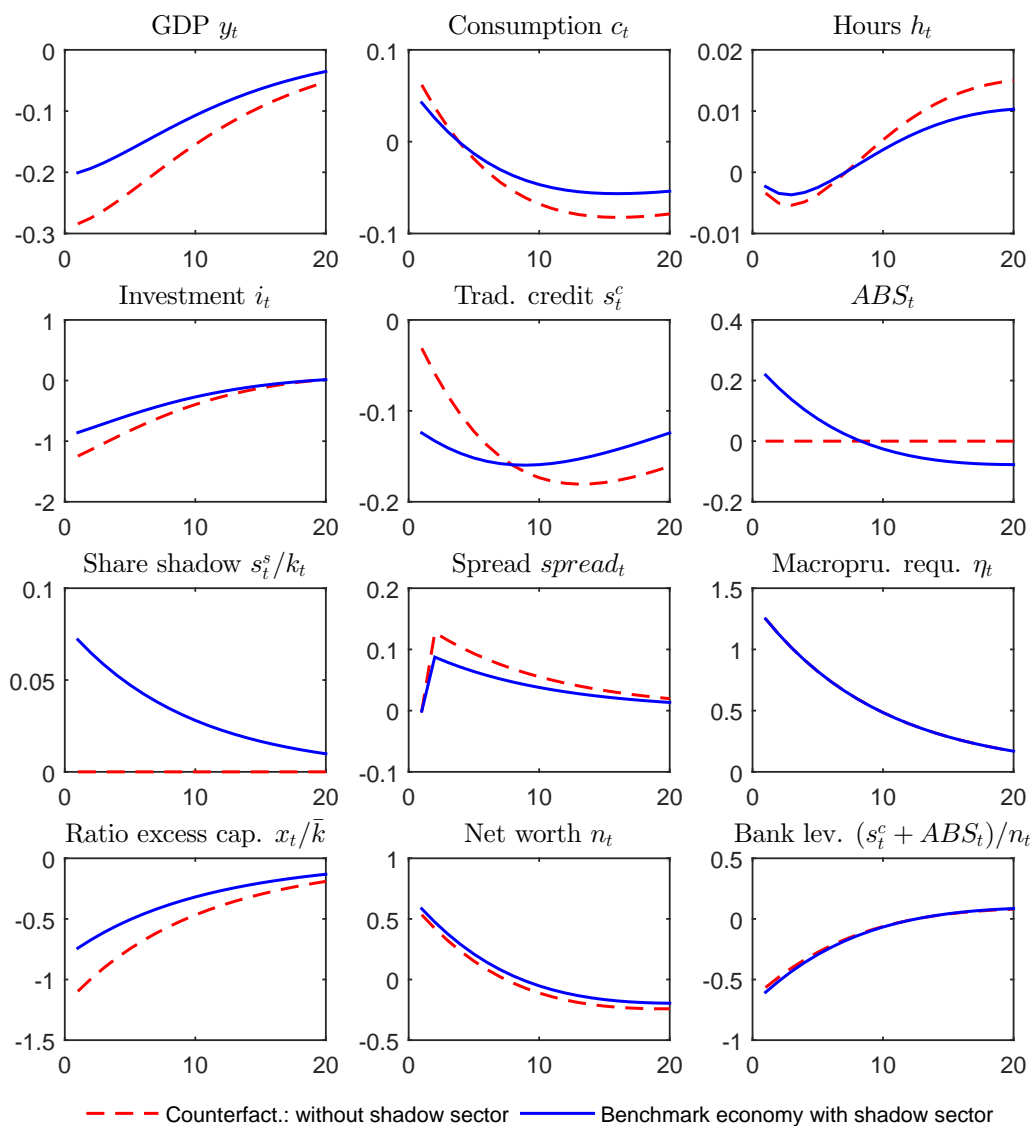 GDP y_t Consumption c_t Hours h_t
0 0.1 0.02
-0.1 0.01
-0.2 0 0
-0.3 -0.1 -0.01
0 10 20 0 10 20 0 10 20
Investment i_t Trad. credit s_t^c ABS_t
1 0 0.4
0 -0.1 0.2
-1 0
-2 -0.2 -0.2
0 10 20 0 10 20 0 10 20
Share shadow s_t^s/k_t Spread spread_t Macropru. requ. η_t
0.1 0.2 1.5
0.05 0.1 1
0 0.5
0 -0.1 0
0 10 20 0 10 20 0 10 20
Ratio excess cap. x_t/k̄ Net worth n_t Bank lev. (s_t^c + ABS_t)/n_t
0 1 0.5
-0.5 0.5 0
-1 0 -0.5
-1.5 -0.5 -1
0 10 20 0 10 20 0 10 20
Counterfact.: without shadow sector Benchmark economy with shadow sector